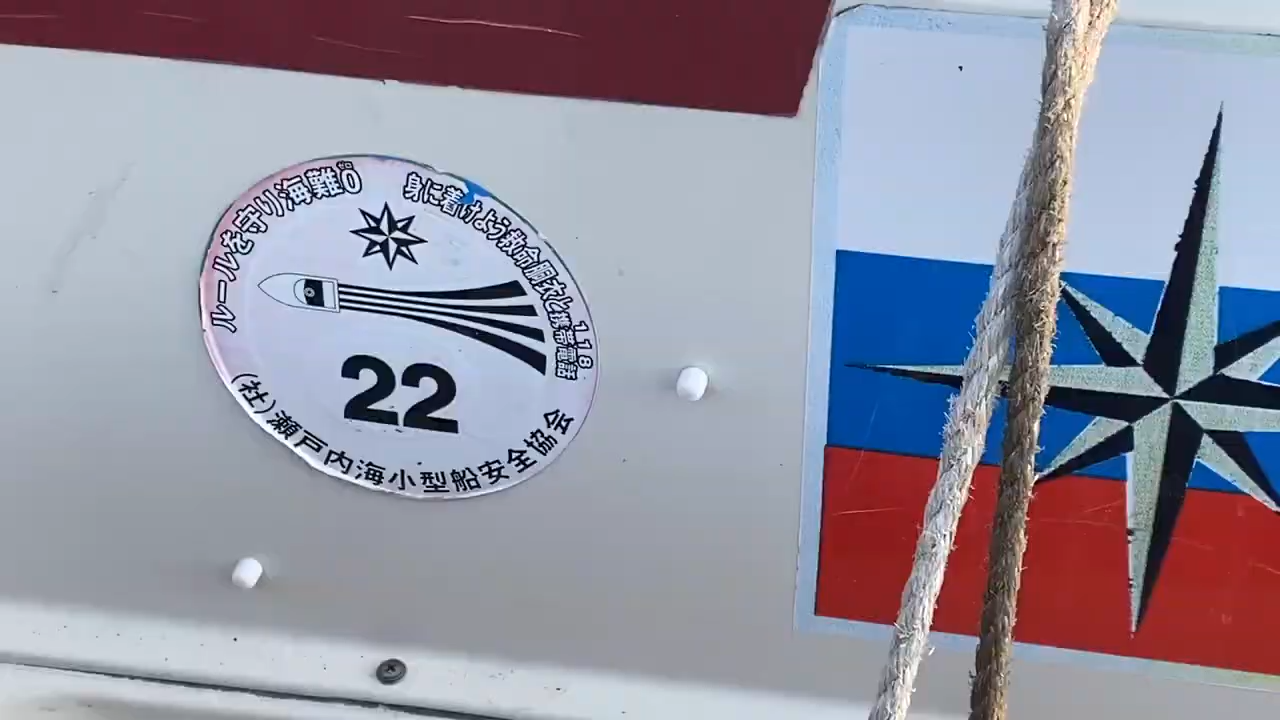 ルールを守り海難0
ゼロ
身に着けよう救命胴衣と携帯電話
118
22
(社)瀬戸内海小型船安全協会